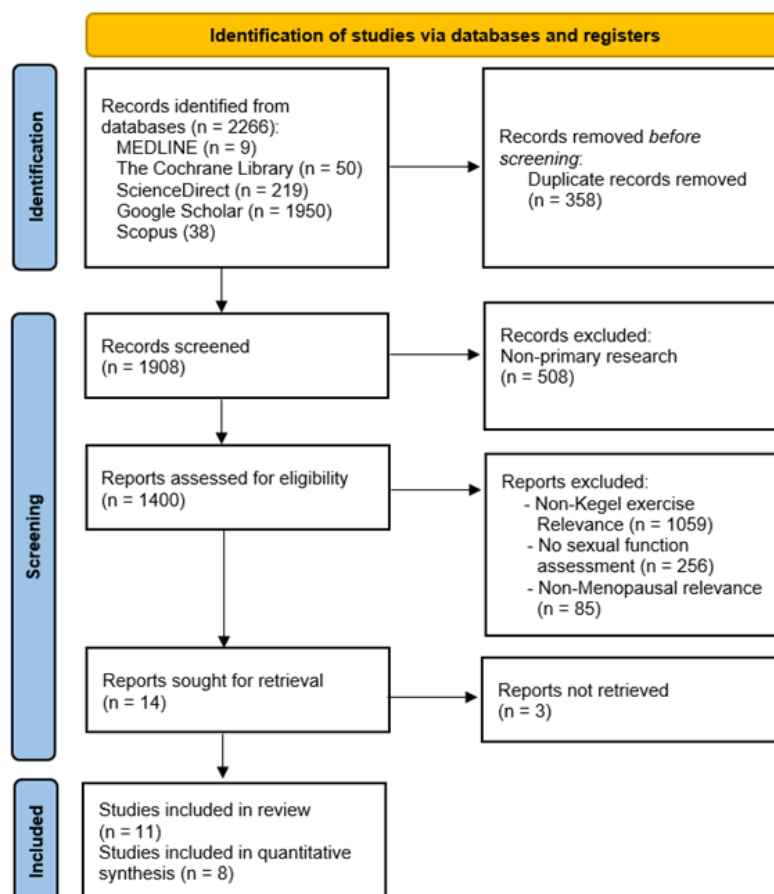 Identification of studies via databases and registers
Identification
Records identified from
databases (n = 2266):
MEDLINE (n = 9)
The Cochrane Library (n = 50)
ScienceDirect (n = 219)
Google Scholar (n = 1950)
Scopus (38)
Records removed before
screening:
Duplicate records removed
(n = 358)
Screening
Records screened
(n = 1908)
Records excluded:
Non-primary research
(n = 508)
Reports assessed for eligibility
(n = 1400)
Reports excluded:
- Non-Kegel exercise
Relevance (n = 1059)
- No sexual function
assessment (n = 256)
- Non-Menopausal relevance
(n = 85)
Reports sought for retrieval
(n = 14)
Reports not retrieved
(n = 3)
Included
Studies included in review
(n = 11)
Studies included in quantitative
synthesis (n = 8)